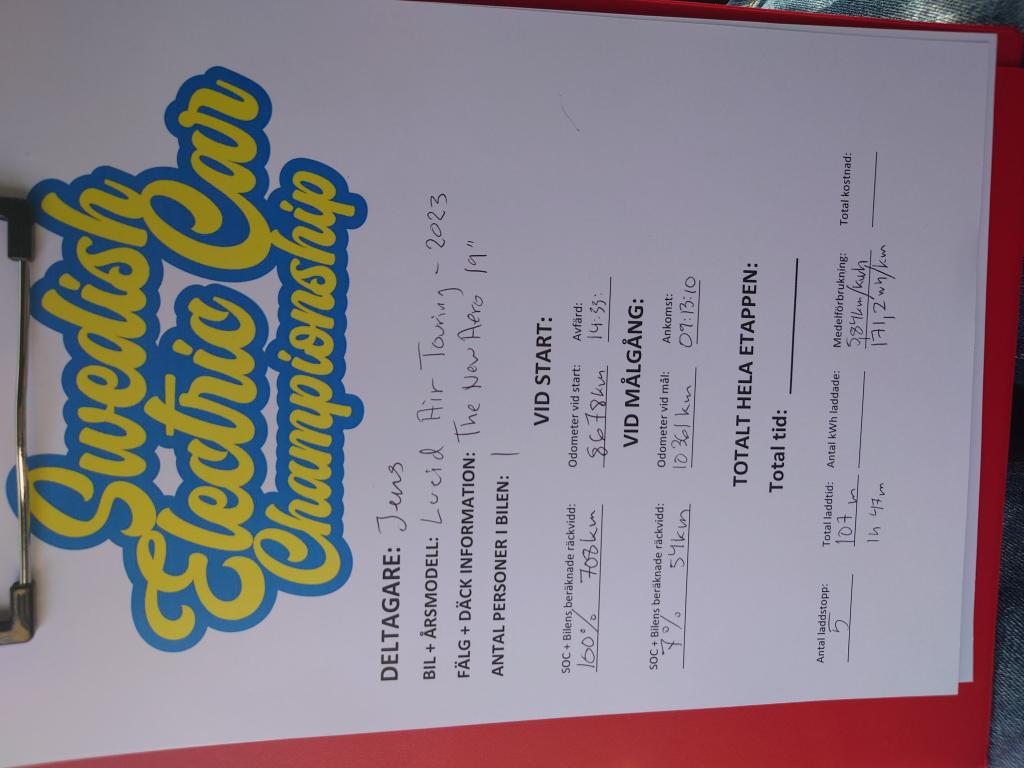 Swedish
Electric Car
Championship
DELTAGARE: Jens
BIL + ÅRSMODELL: Lucid Air Touring - 2023
FÄLG + DÄCK INFORMATION: The New Aero 19"
ANTAL PERSONER I BILEN: 1
VID START:
SOC + Bilens beräknade räckvidd: Odometer vid start: Avfärd:
100% 708km 8678km 14:33:
VID MÅLGÅNG:
SOC + Bilens beräknade räckvidd: Odometer vid mål: Ankomst:
7% 54km 10361 km 09:13:10
TOTALT HELA ETAPPEN:
Total tid:
Antal laddstopp: Total laddtid: Antal kWh laddade: Medelförbrukning: Total kostnad:
5 107 m 584km/kwh
1h 47m 171,2 wh/km